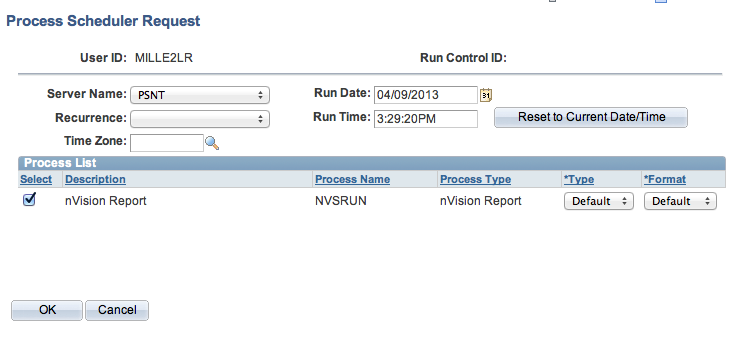 Process Scheduler Request
User ID: MILLE2LR Run Control ID:
Server Name: PSNT Run Date: 04/09/2013 31
Recurrence: Run Time: 3:29:20PM Reset to Current Date/Time
Time Zone:
Process List
Select Description Process Name Process Type *Type *Format
nVision Report NVSRUN nVision Report Default Default
OK Cancel